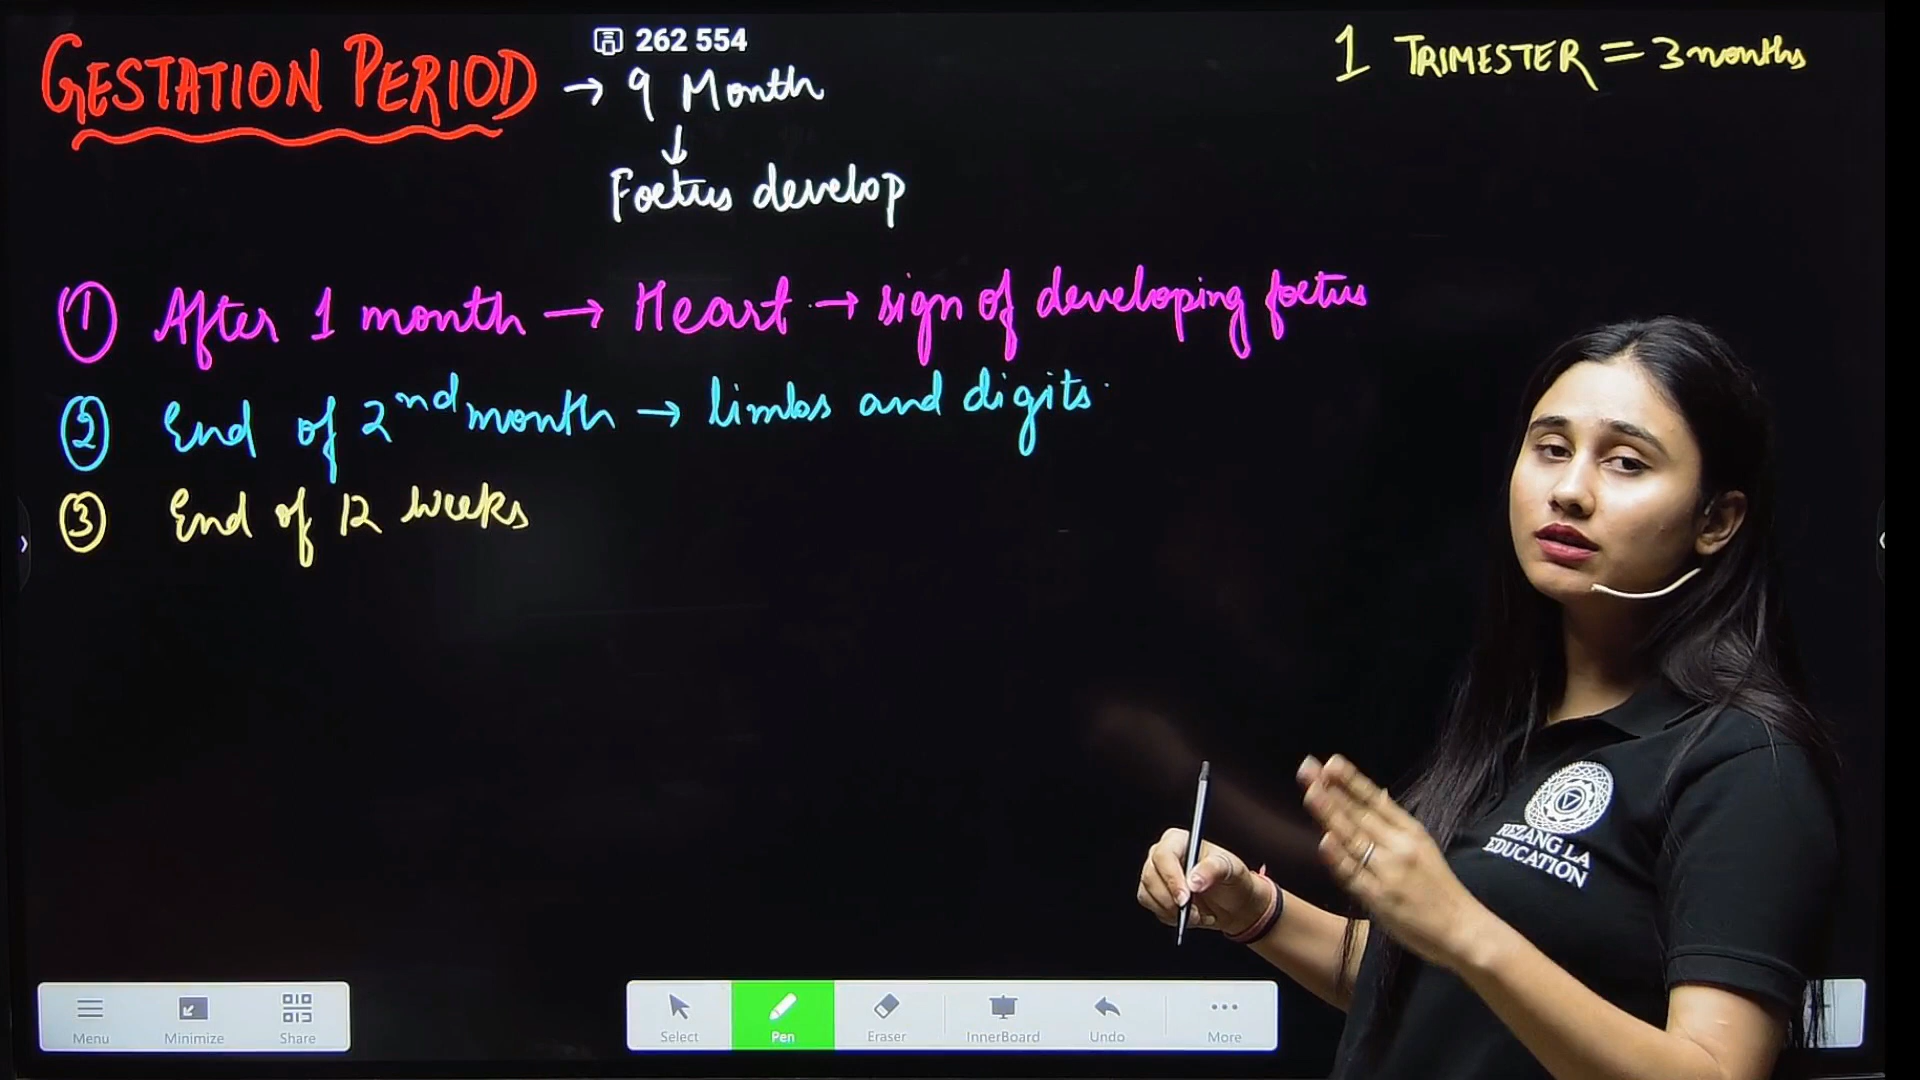 GESTATION PERIOD → 9 Month
262 554
1 TRIMESTER = 3 months
↓
Foetus develop
① After 1 month → Heart → sign of developing foetus
② End of 2nd month → limbs and digits
③ End of 12 weeks
REZANG LA
EDUCATION
Menu
Minimize
Share
Select
Pen
Eraser
InnerBoard
Undo
More